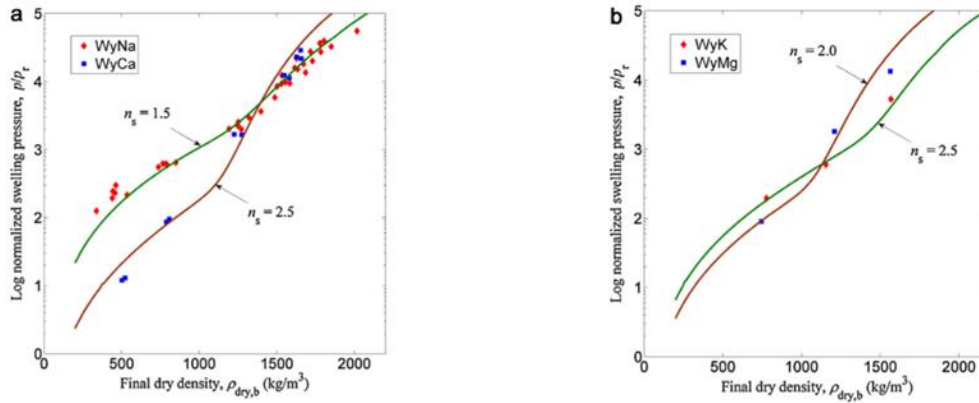 a
WyNa
WyCa
n_s = 1.5
n_s = 2.5
Log normalized swelling pressure, p/p_r
5
4
3
2
1
0
0 500 1000 1500 2000
Final dry density, ρ_dry,b (kg/m³)
b
WyK
WyMg
n_s = 2.0
n_s = 2.5
Log normalized swelling pressure, p/p_r
5
4
3
2
1
0
0 500 1000 1500 2000
Final dry density, ρ_dry,b (kg/m³)